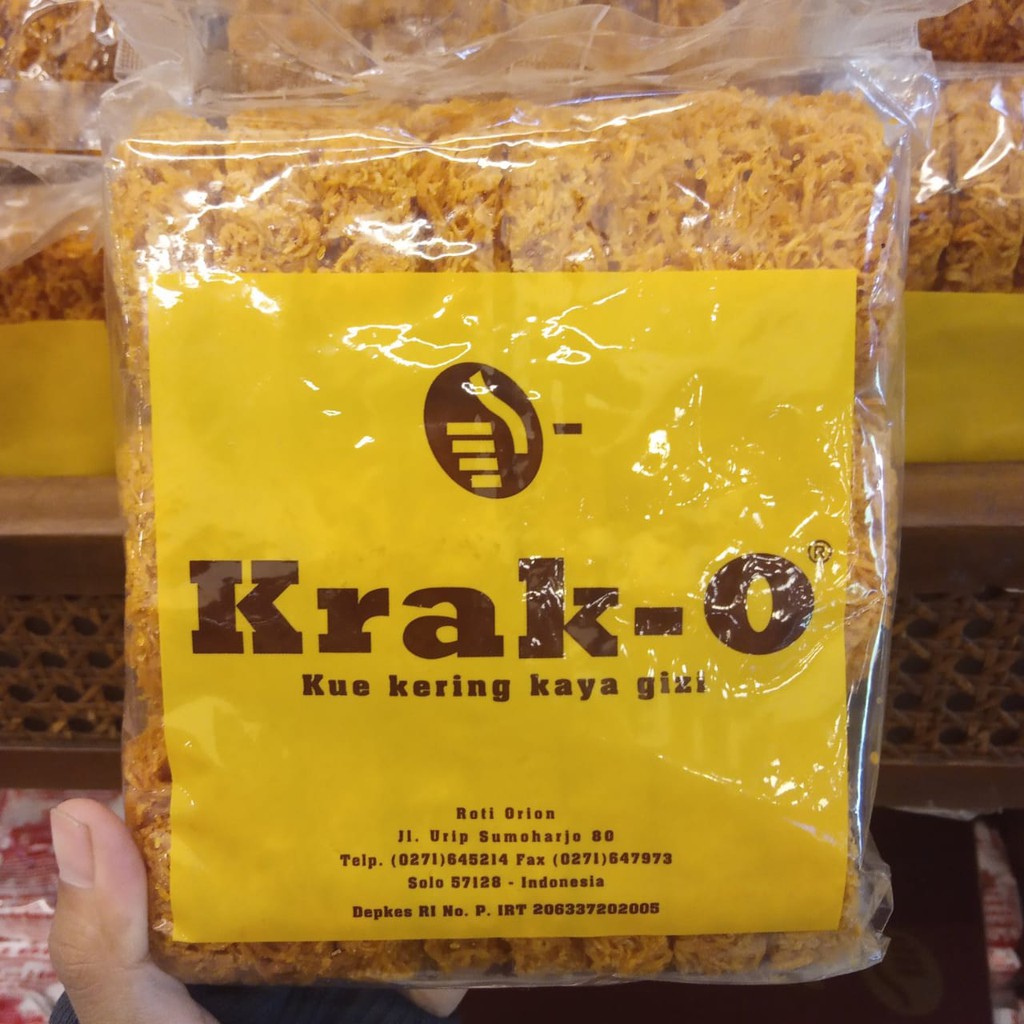 Krak-O®
Kue kering kaya gizi
Roti Orion
Jl. Urip Sumoharjo 80
Telp. (0271)645214 Fax (0271)647973
Solo 57128 - Indonesia
Depkes RI No. P. IRT 206337202005